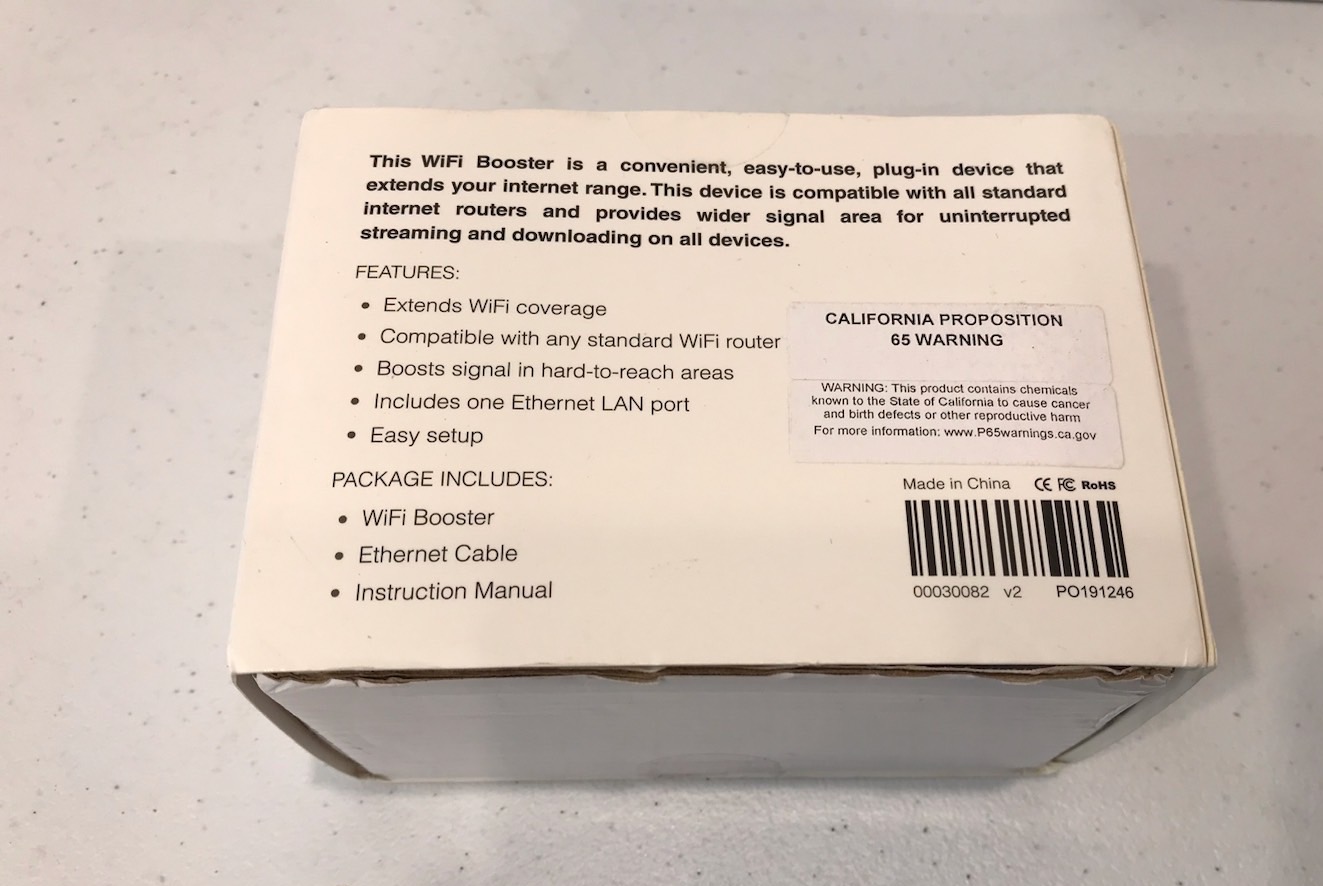 This WiFi Booster is a convenient, easy-to-use, plug-in device that
extends your internet range. This device is compatible with all standard
internet routers and provides wider signal area for uninterrupted
streaming and downloading on all devices.
FEATURES:
• Extends WiFi coverage
• Compatible with any standard WiFi router
• Boosts signal in hard-to-reach areas
• Includes one Ethernet LAN port
• Easy setup
PACKAGE INCLUDES:
• WiFi Booster
• Ethernet Cable
• Instruction Manual
CALIFORNIA PROPOSITION
65 WARNING
WARNING: This product contains chemicals
known to the State of California to cause cancer
and birth defects or other reproductive harm
For more information: www.P65warnings.ca.gov
Made in China CE FC RoHS
00030082 v2 PO191246